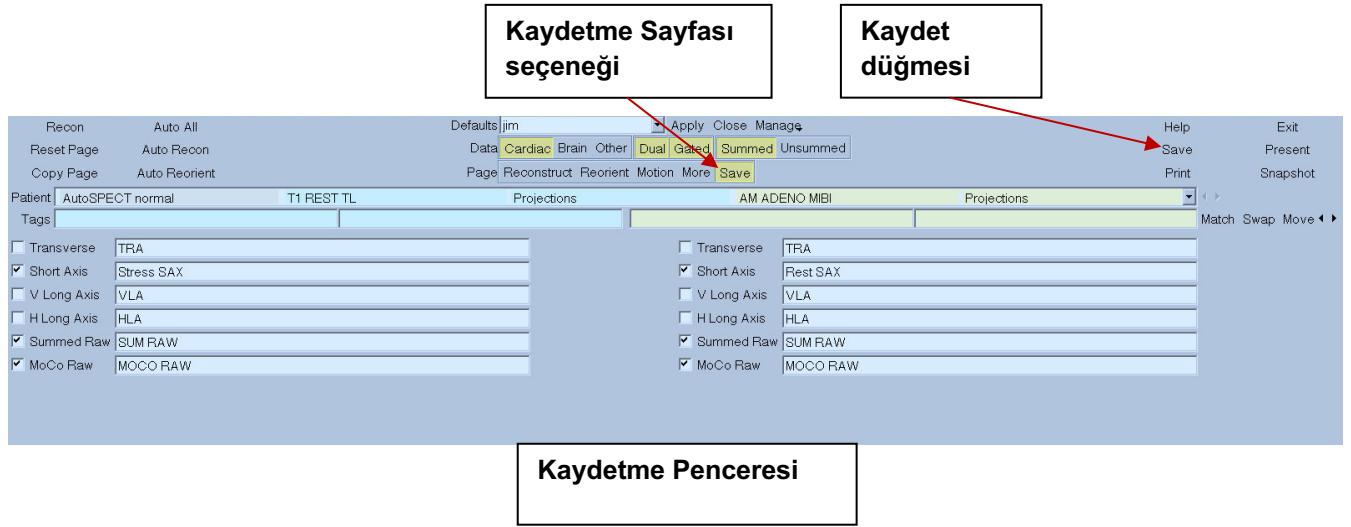 Kaydetme Sayfası
seçeneği
Kaydet
düğmesi
Recon Auto All Defaults jim Apply Close Manage Help Exit
Reset Page Auto Recon Data Cardiac Brain Other Dual Gated Summed Unsummed Save Present
Copy Page Auto Reorient Page Reconstruct Reorient Motion More Save Print Snapshot
Patient AutoSPECT normal T1 REST TL Projections AM ADENO MIBI Projections
Tags Match Swap Move
Transverse TRA Transverse TRA
Short Axis Stress SAX Short Axis Rest SAX
V Long Axis VLA V Long Axis VLA
H Long Axis HLA H Long Axis HLA
Summed Raw SUM RAW Summed Raw SUM RAW
MoCo Raw MOCO RAW MoCo Raw MOCO RAW
Kaydetme Penceresi